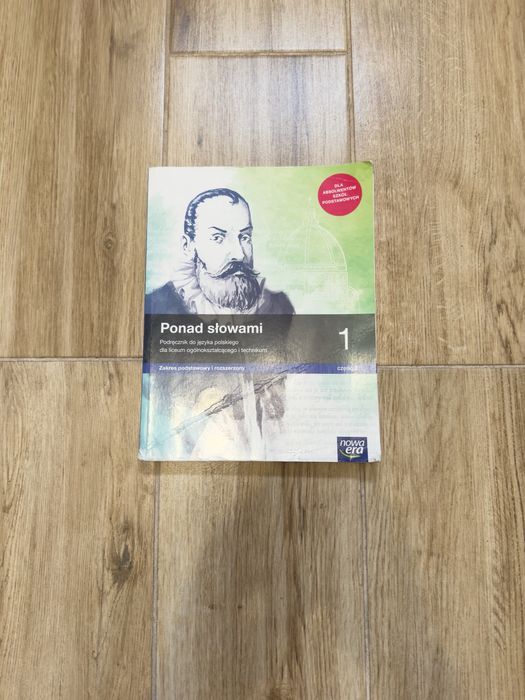 DLA
ABSOLWENTÓW
SZKÓŁ
PODSTAWOWYCH
Ponad słowami
1
Podręcznik do języka polskiego
dla liceum ogólnokształcącego i technikum
Zakres podstawowy i rozszerzony
część 2
nowa
era